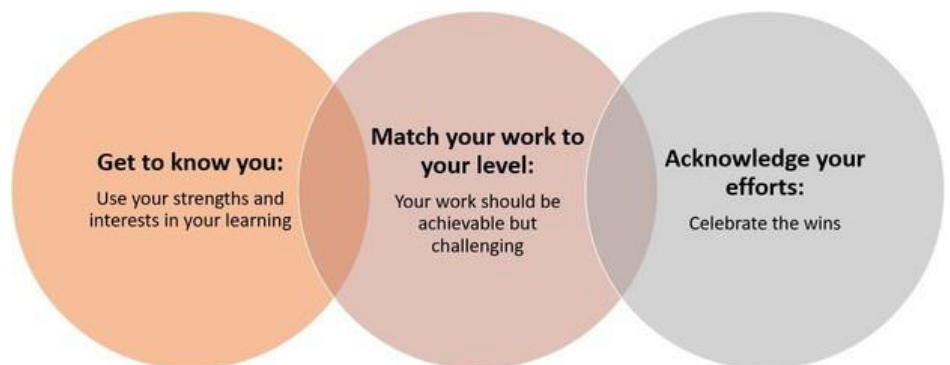 Get to know you:
Use your strengths and
interests in your learning
Match your work to
your level:
Your work should be
achievable but
challenging
Acknowledge your
efforts:
Celebrate the wins